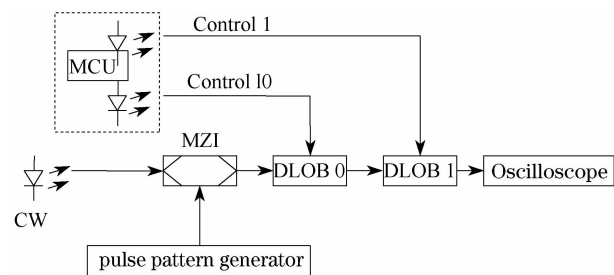 Control 1
MCU
Control l0
MZI
DLOB 0
DLOB 1
Oscilloscope
CW
pulse pattern generator